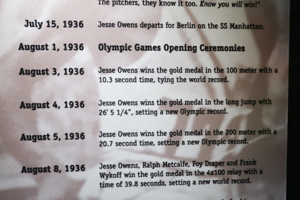 the pitchers, they know it too. Know you will win!"
July 15, 1936 Jesse Owens departs for Berlin on the SS Manhattan.
August 1, 1936 Olympic Games Opening Ceremonies
August 3, 1936 Jesse Owens wins the gold medal in the 100 meter with a
10.3 second time, tying the world record.
August 4, 1936 Jesse Owens wins the gold medal in the long jump with
26' 5 1/4", setting a new Olympic record.
August 5, 1936 Jesse Owens wins the gold medal in the 200 meter with a
20.7 second time, setting a new Olympic record.
August 8, 1936 Jesse Owens, Ralph Metcalfe, Foy Draper and Frank
Wykoff win the gold medal in the 4x100 relay with a
time of 39.8 seconds, setting a new world record.